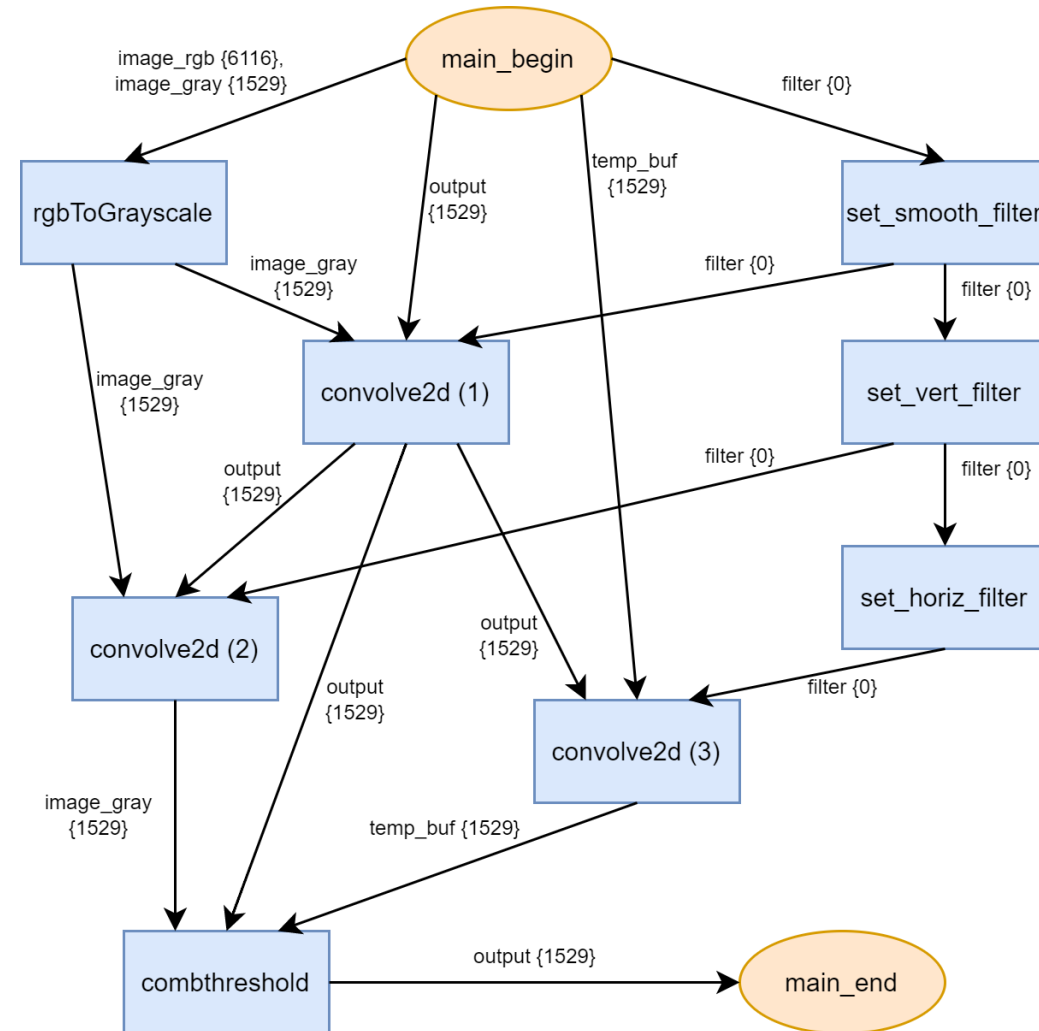 main_begin
image_rgb {6116},
image_gray {1529}
filter {0}
temp_buf
{1529}
output
{1529}
rgbToGrayscale
set_smooth_filter
image_gray
{1529}
filter {0}
filter {0}
image_gray
{1529}
convolve2d (1)
set_vert_filter
output
{1529}
filter {0}
filter {0}
set_horiz_filter
convolve2d (2)
output
{1529}
output
{1529}
filter {0}
convolve2d (3)
image_gray
{1529}
temp_buf {1529}
output {1529}
combthreshold
main_end